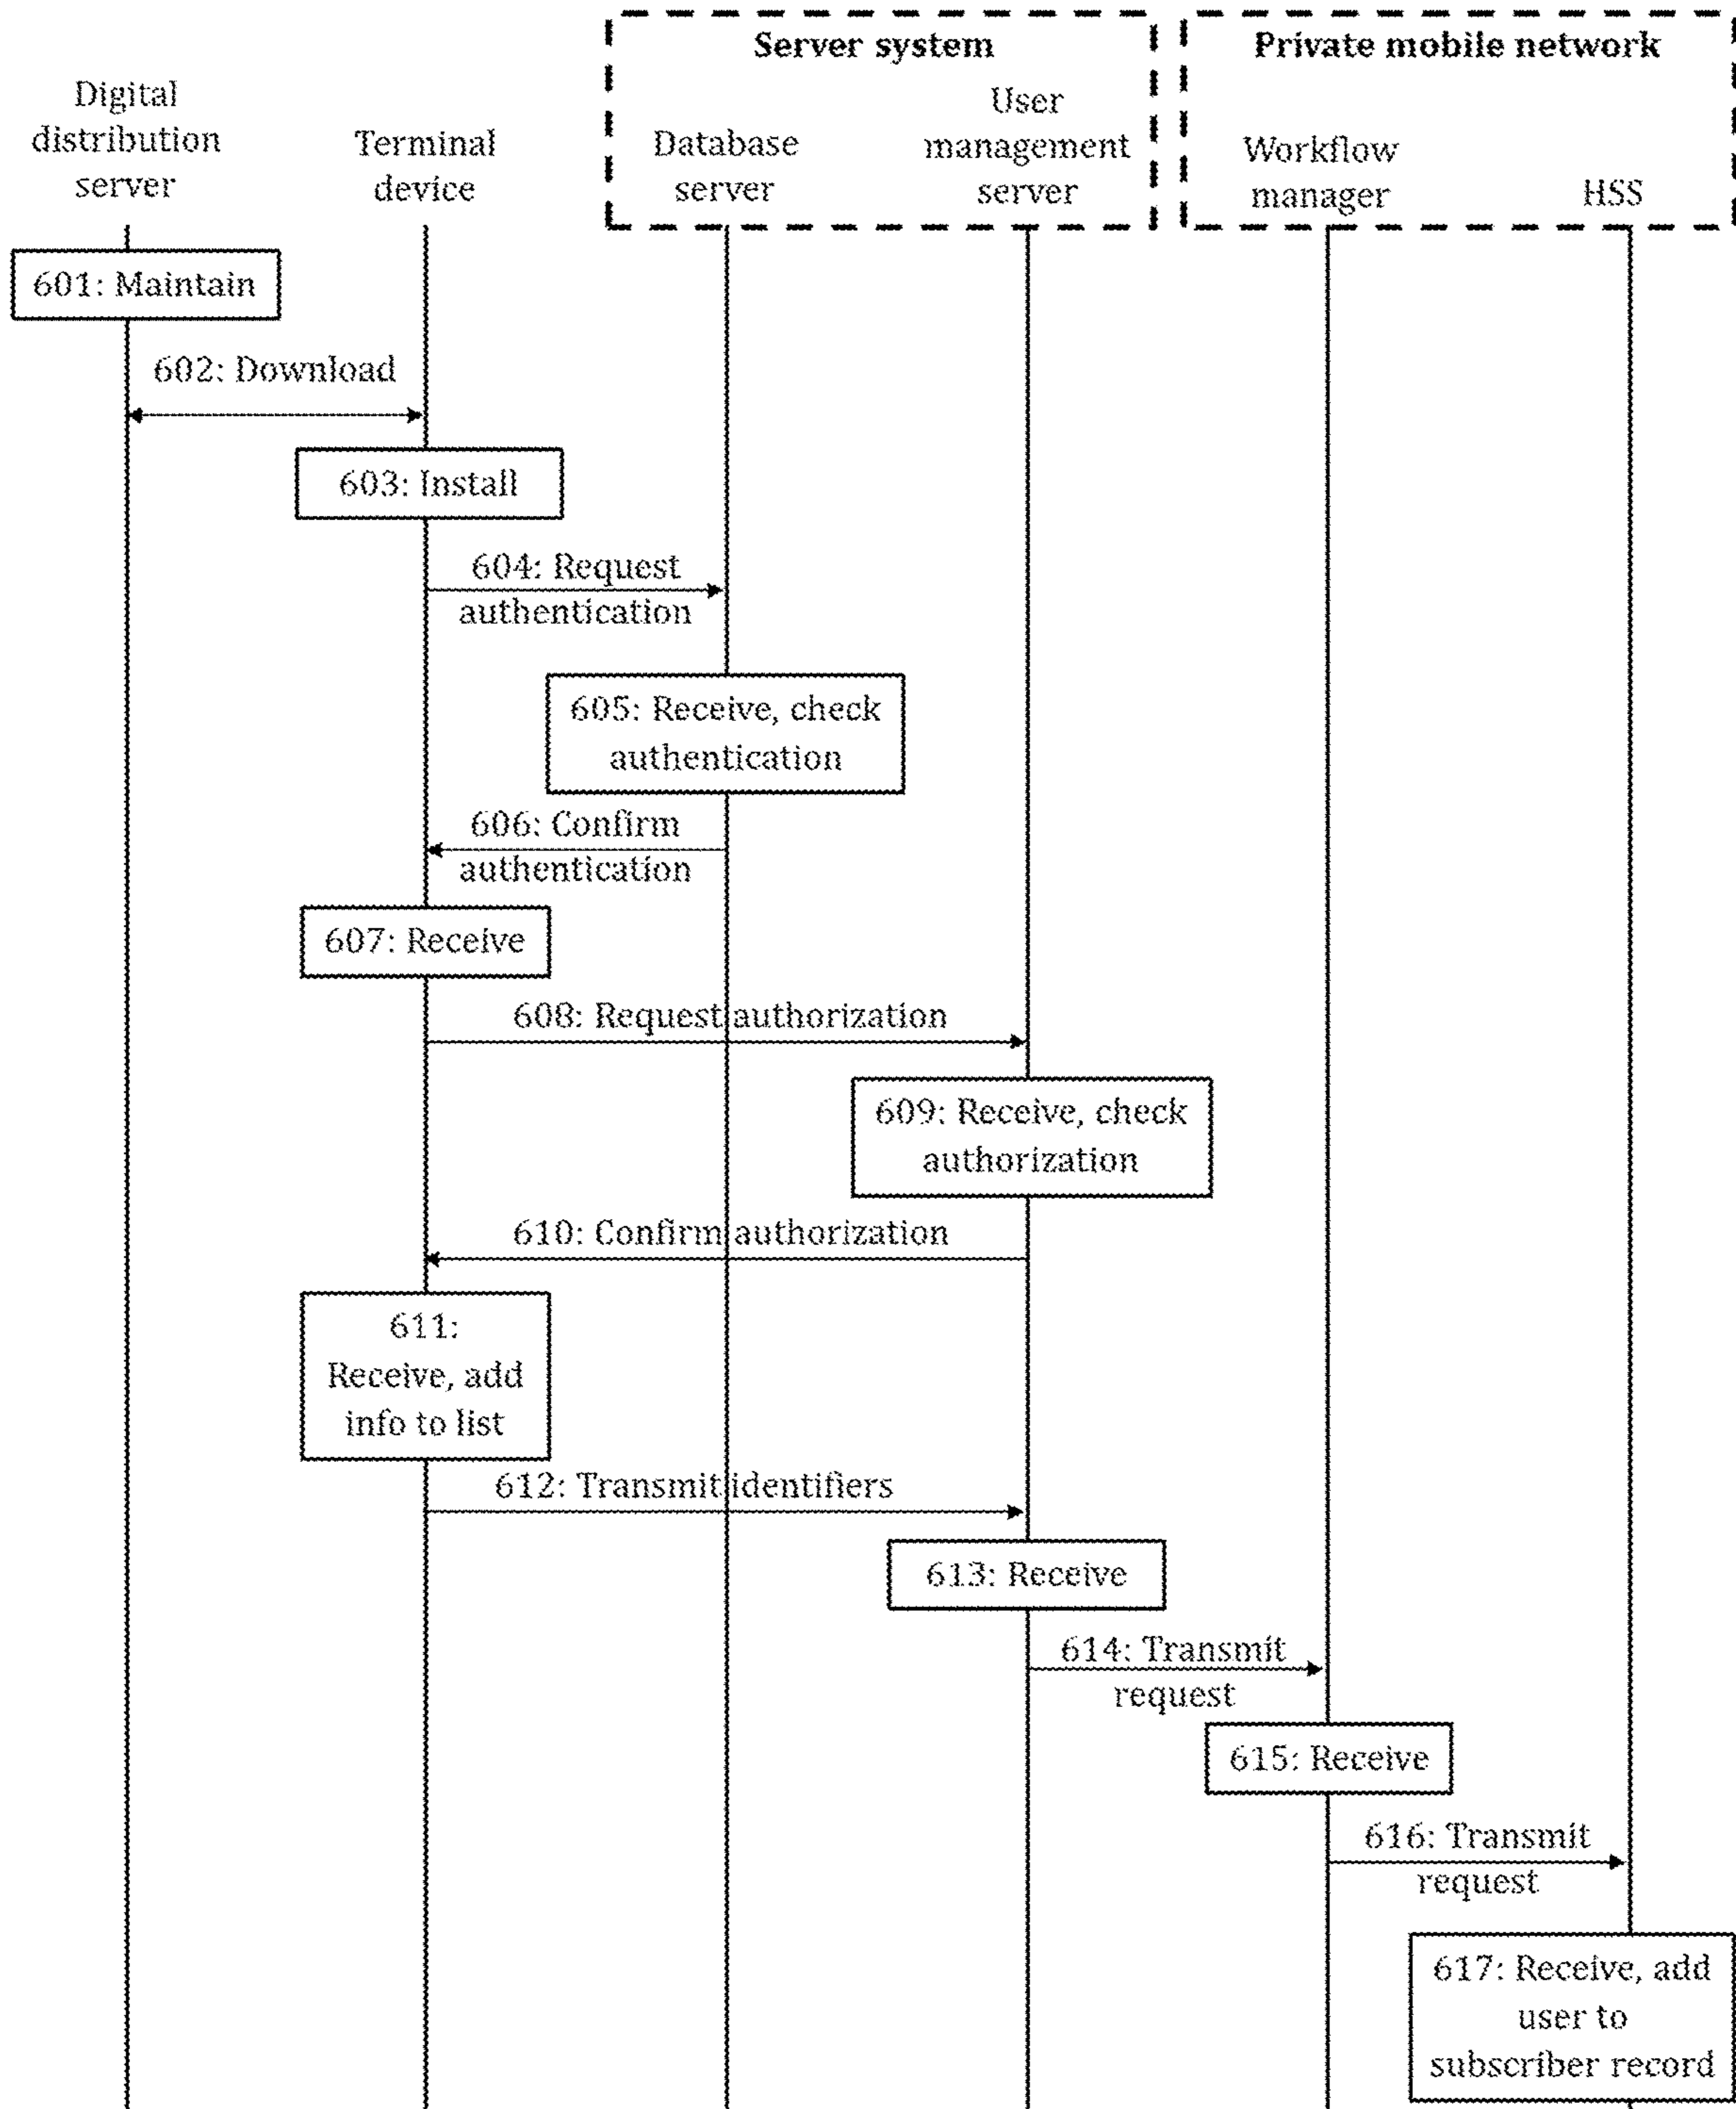 Server system
Private mobile network
Digital
distribution
server
Terminal
device
Database
server
User
management
server
Workflow
manager
HSS
601: Maintain
602: Download
603: Install
604: Request
authentication
605: Receive, check
authentication
606: Confirm
authentication
607: Receive
608: Request authorization
609: Receive, check
authorization
610: Confirm authorization
611:
Receive, add
info to list
612: Transmit identifiers
613: Receive
614: Transmit
request
615: Receive
616: Transmit
request
617: Receive, add
user to
subscriber record